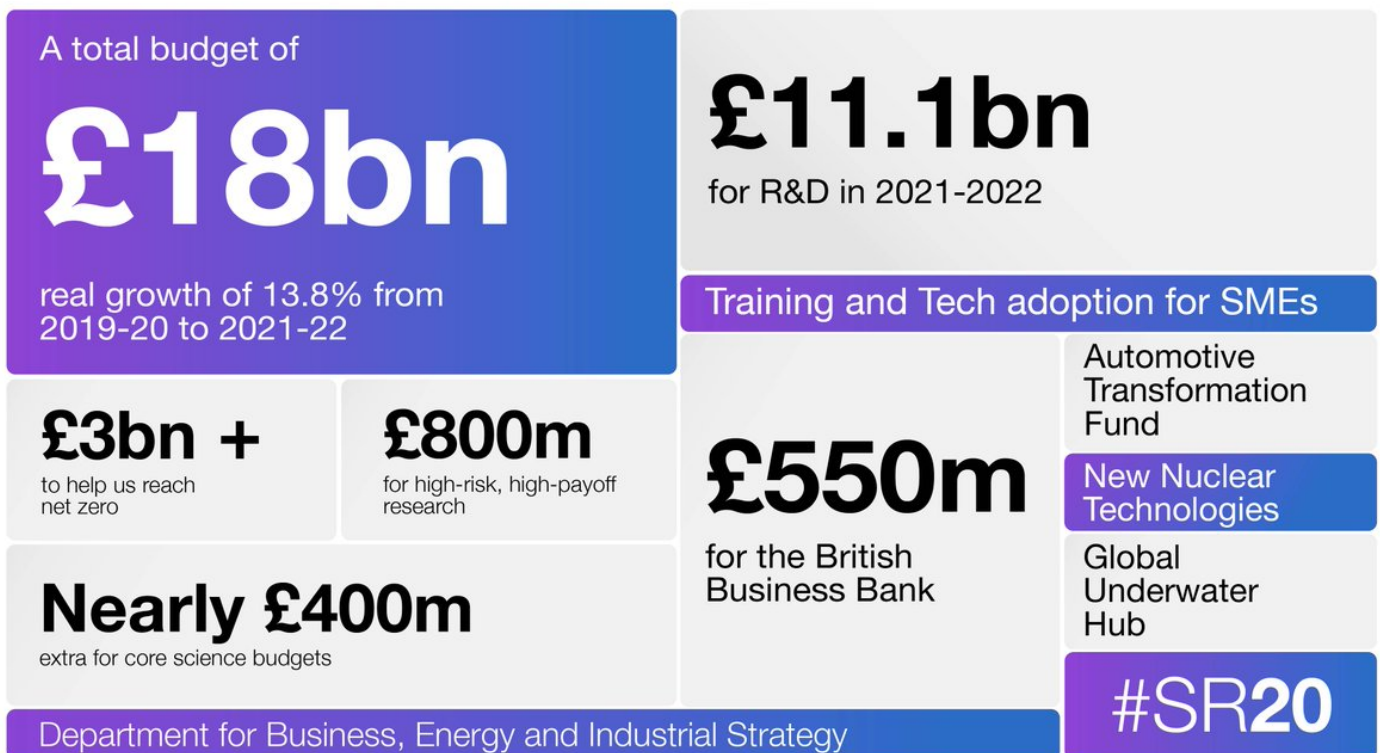 A total budget of
£18bn
real growth of 13.8% from
2019-20 to 2021-22
£11.1bn
for R&D in 2021-2022
Training and Tech adoption for SMEs
£3bn +
to help us reach
net zero
£800m
for high-risk, high-payoff
research
Nearly £400m
extra for core science budgets
£550m
for the British
Business Bank
Automotive
Transformation
Fund
New Nuclear
Technologies
Global
Underwater
Hub
Department for Business, Energy and Industrial Strategy
#SR20